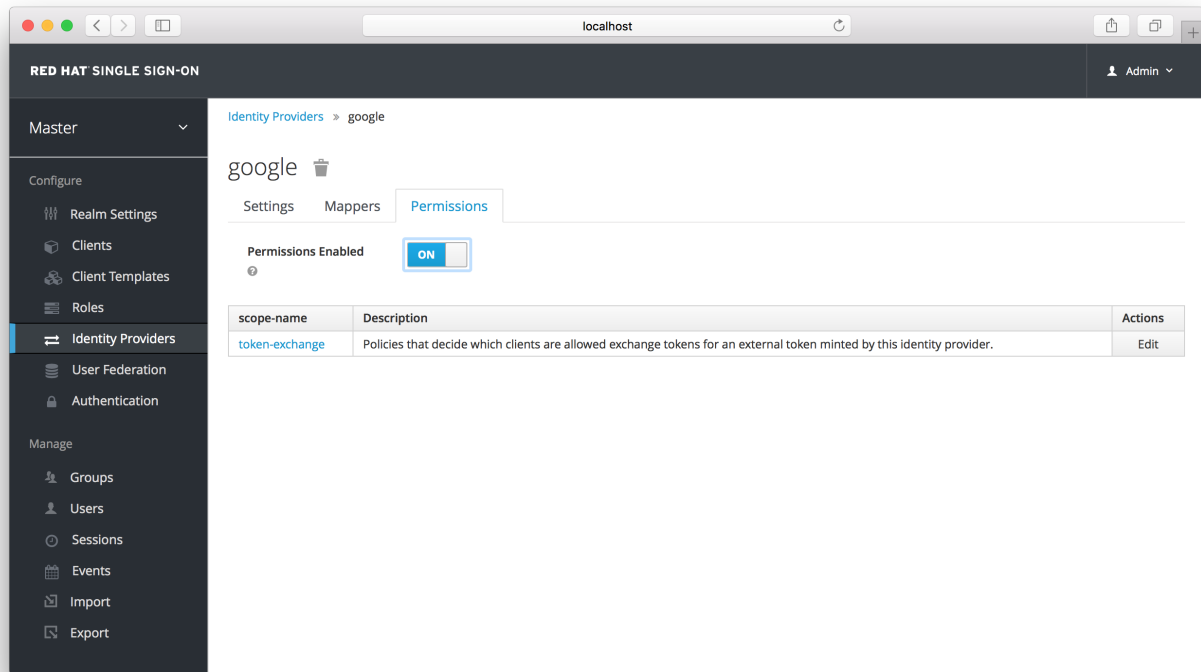 localhost
RED HAT SINGLE SIGN-ON
Admin
Master
Identity Providers » google
google
Configure
Settings Mappers Permissions
Realm Settings
Clients
Client Templates
Roles
Identity Providers
User Federation
Authentication
Manage
Groups
Users
Sessions
Events
Import
Export
Permissions Enabled ON
scope-name Description Actions
token-exchange Policies that decide which clients are allowed exchange tokens for an external token minted by this identity provider. Edit